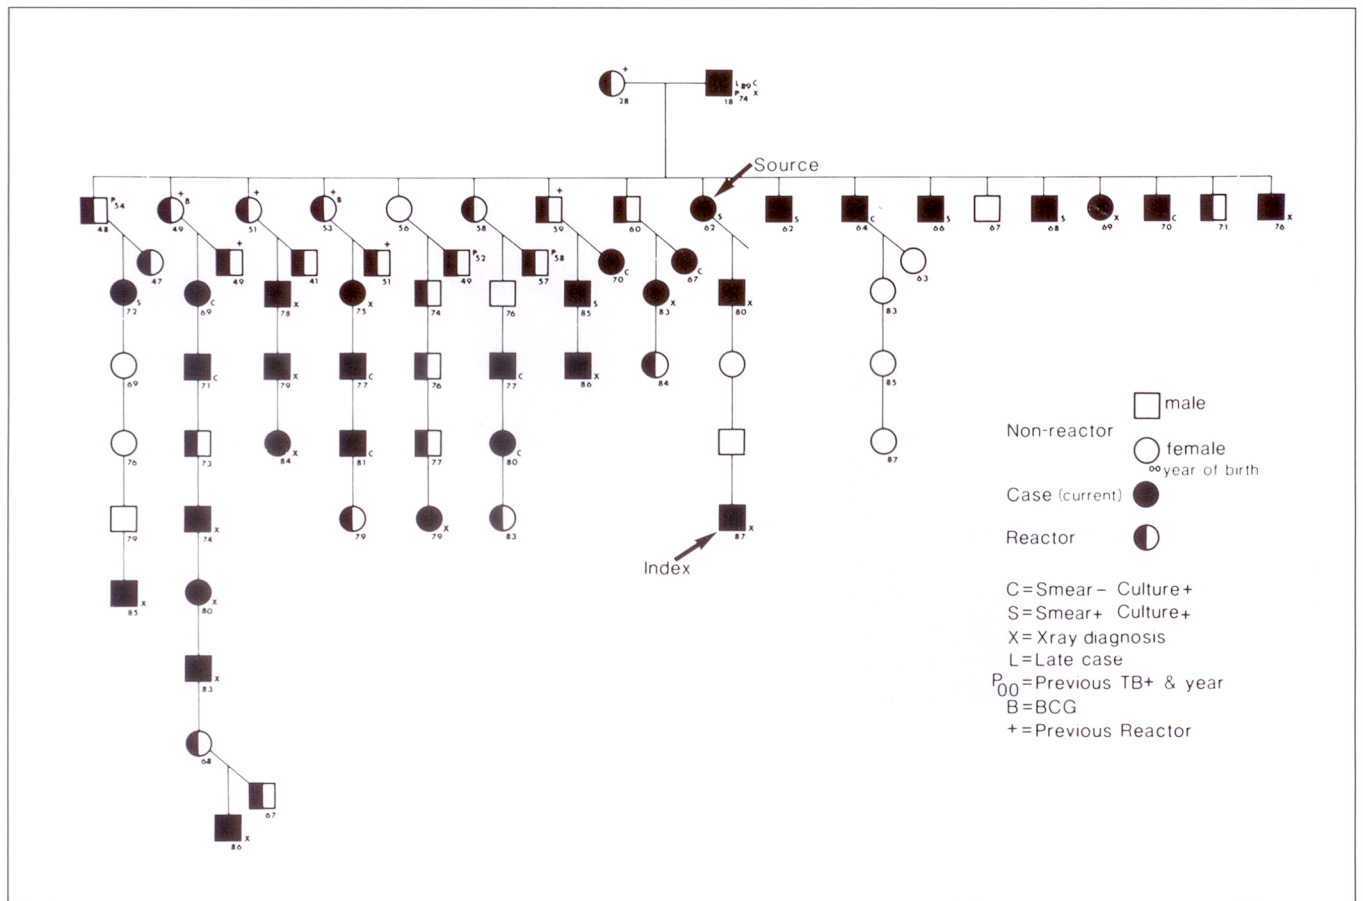 +
28
L 89 C
P 74 X
18
Source
P 54
48
+
B
49
+
51
+
B
53
56
58
+
59
60
S
62
S
62
C
64
S
66
67
S
68
X
69
C
70
71
X
76
47
+
49
41
+
51
P 52
49
P 58
57
C
70
C
67
63
S
72
C
69
X
78
X
75
74
76
S
85
X
83
X
80
83
69
C
71
X
79
C
77
76
C
77
X
86
84
85
76
73
X
84
C
81
77
C
80
87
79
X
74
79
X
79
83
X
87
Index
X
85
X
80
X
83
68
67
X
86
Non-reactor
male
female
00 year of birth
Case (current)
Reactor
C=Smear- Culture+
S=Smear+ Culture+
X=Xray diagnosis
L=Late case
P00=Previous TB+ & year
B=BCG
+=Previous Reactor